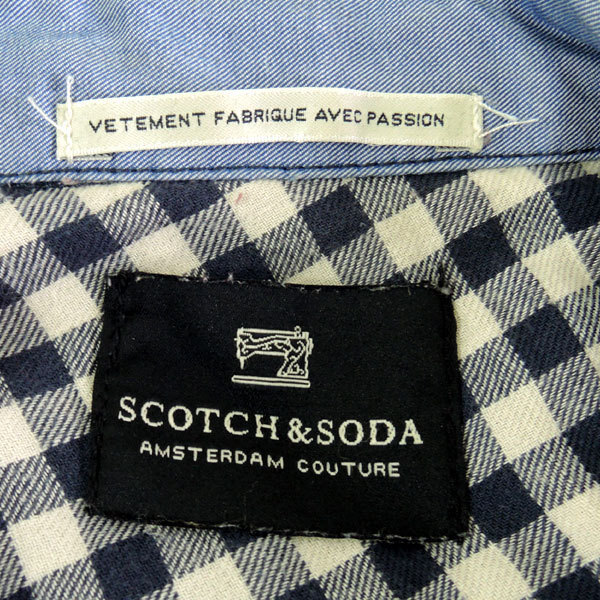 VETEMENT FABRIQUE AVEC PASSION
SCOTCH & SODA
AMSTERDAM COUTURE